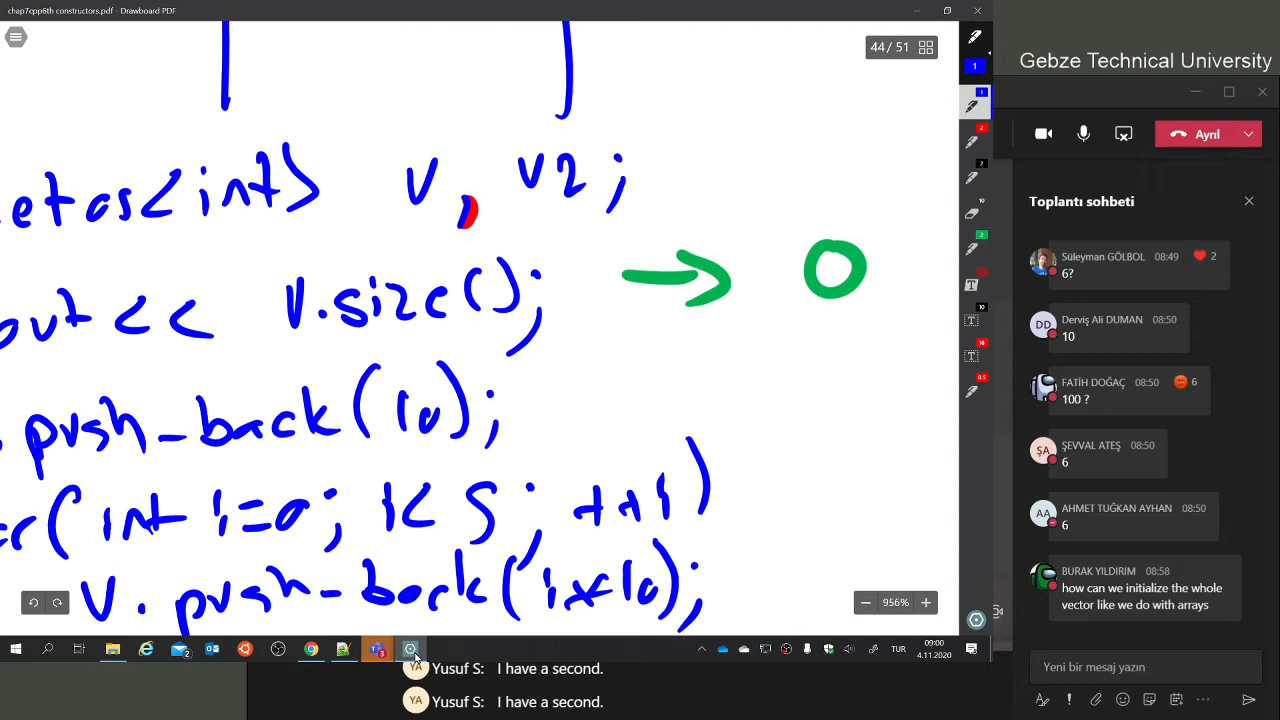 chap7cpp6th constructors.pdf - Drawboard PDF
44 / 51
Gebze Technical University
Ayrıl
Toplantı sohbeti
v, v2;
<int>
<< v.size(); → 0
push_back(10);
(int i=0; i<5; ++i)
v.push_back(i*10);
Süleyman GÖLBOL 08:49 2
6?
DD Derviş Ali DUMAN 08:50
10
FATİH DOĞAÇ 08:50 6
100 ?
ŞA ŞEVVAL ATEŞ 08:50
6
AA AHMET TUĞKAN AYHAN 08:50
6
BURAK YILDIRIM 08:58
how can we initialize the whole
vector like we do with arrays
956%
Yeni bir mesaj yazın
TUR
09:00
4.11.2020
YA Yusuf S: I have a second.
YA Yusuf S: I have a second.